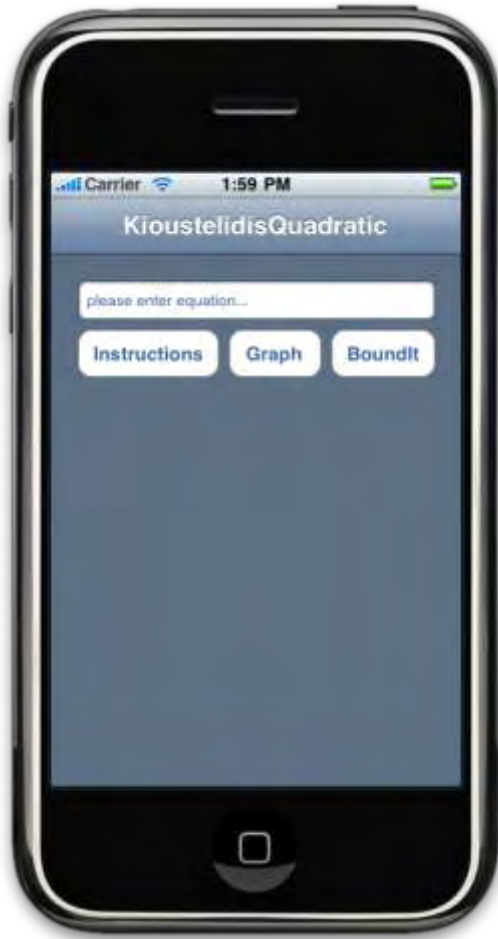 Carrier 1:59 PM
KioustelidisQuadratic
please enter equation...
Instructions Graph BoundIt